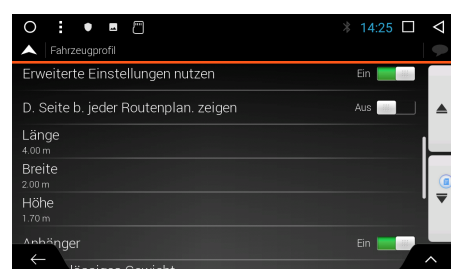 14:25
Fahrzeugprofil
Erweiterte Einstellungen nutzen Ein
D. Seite b. jeder Routenplan. zeigen Aus
Länge
4.00 m
Breite
2.00 m
Höhe
1.70 m
Anhänger Ein
Gewicht